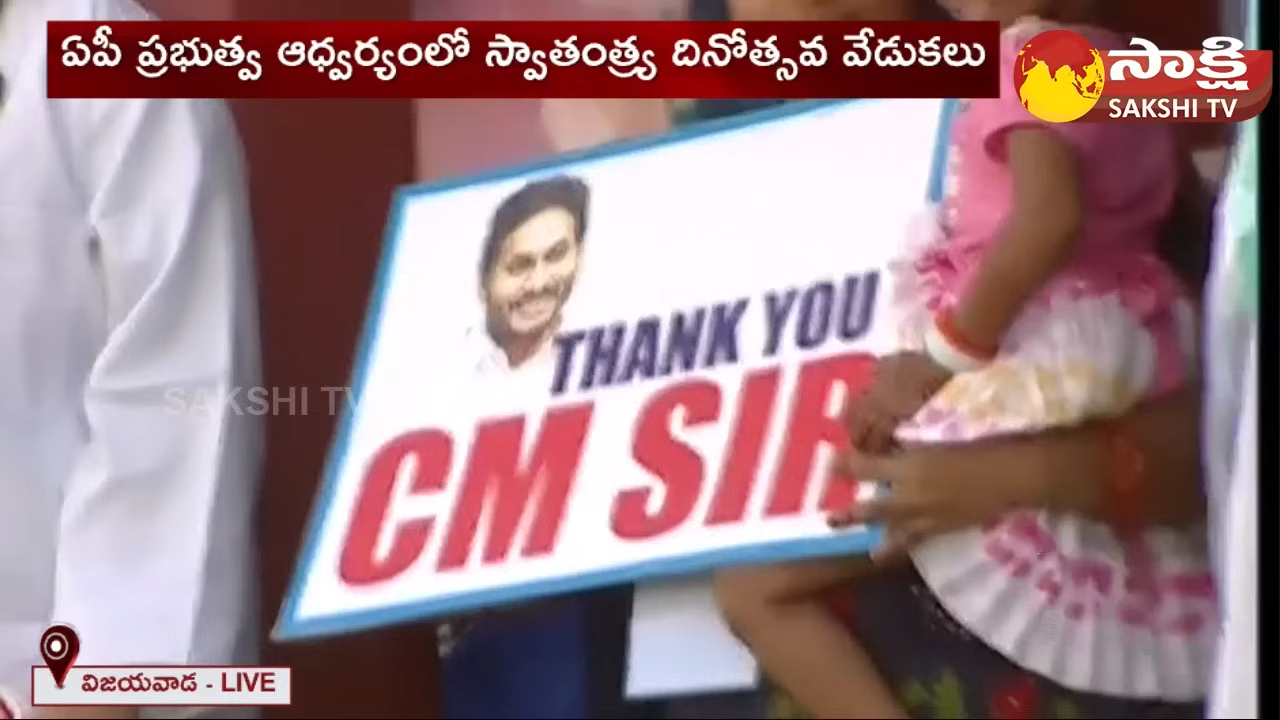 ఏపీ ప్రభుత్వ ఆధ్వర్యంలో స్వాతంత్ర్య దినోత్సవ వేడుకలు
సాక్షి
SAKSHI TV
THANK YOU
CM SIR
SAKSHI TV
విజయవాడ - LIVE